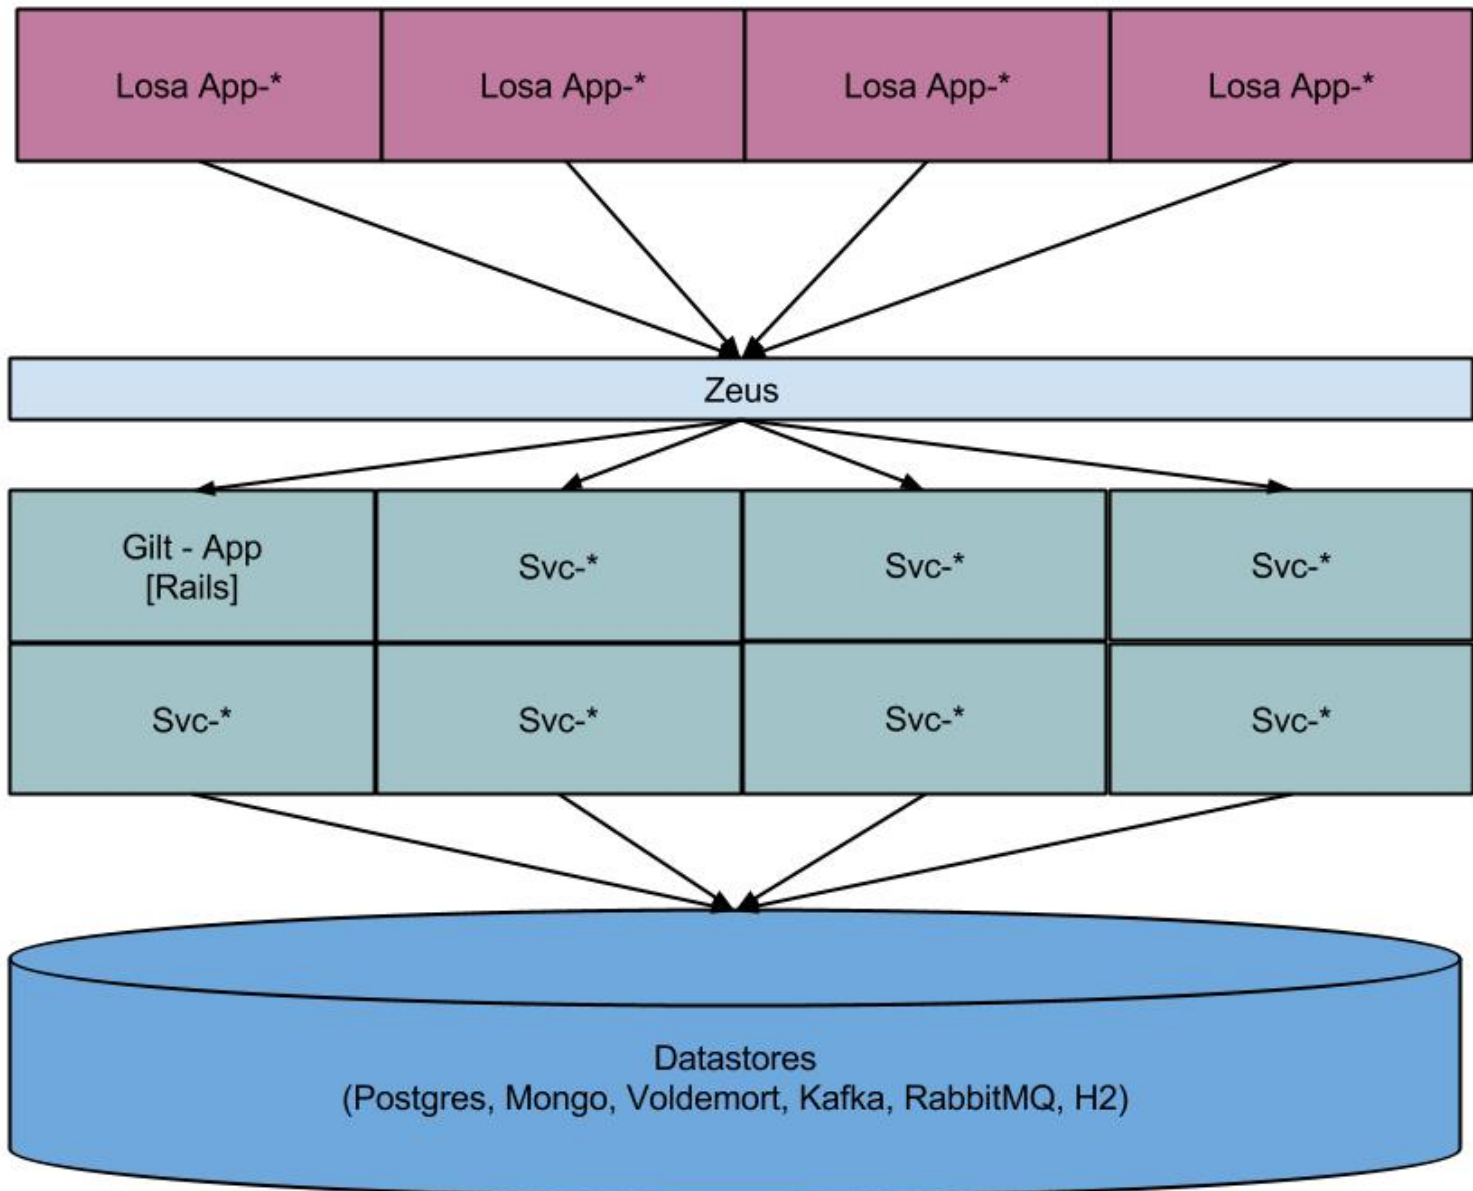 Losa App-*
Losa App-*
Losa App-*
Losa App-*
Zeus
Gilt - App
[Rails]
Svc-*
Svc-*
Svc-*
Svc-*
Svc-*
Svc-*
Svc-*
Datastores
(Postgres, Mongo, Voldemort, Kafka, RabbitMQ, H2)